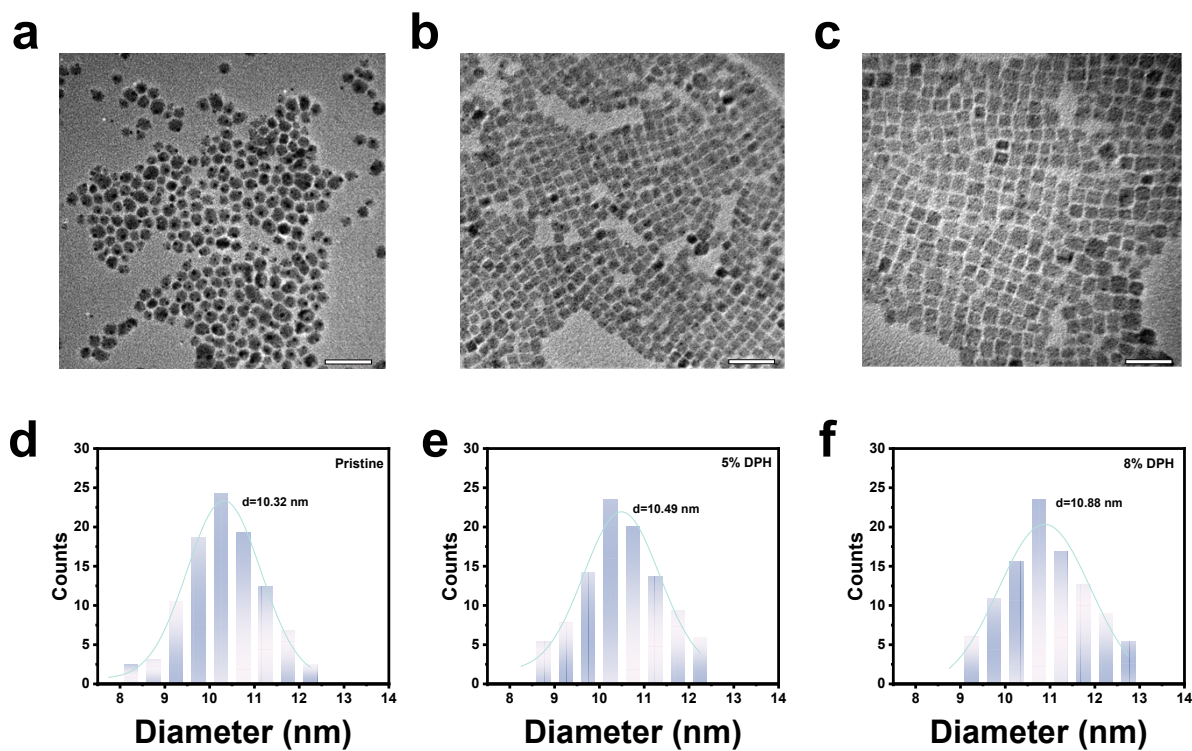 a
b
c
d
e
f
30
25
20
15
10
5
0
Counts
Pristine
d=10.32 nm
8 9 10 11 12 13 14
Diameter (nm)
30
25
20
15
10
5
0
Counts
5% DPH
d=10.49 nm
8 9 10 11 12 13 14
Diameter (nm)
30
25
20
15
10
5
0
Counts
8% DPH
d=10.88 nm
8 9 10 11 12 13 14
Diameter (nm)